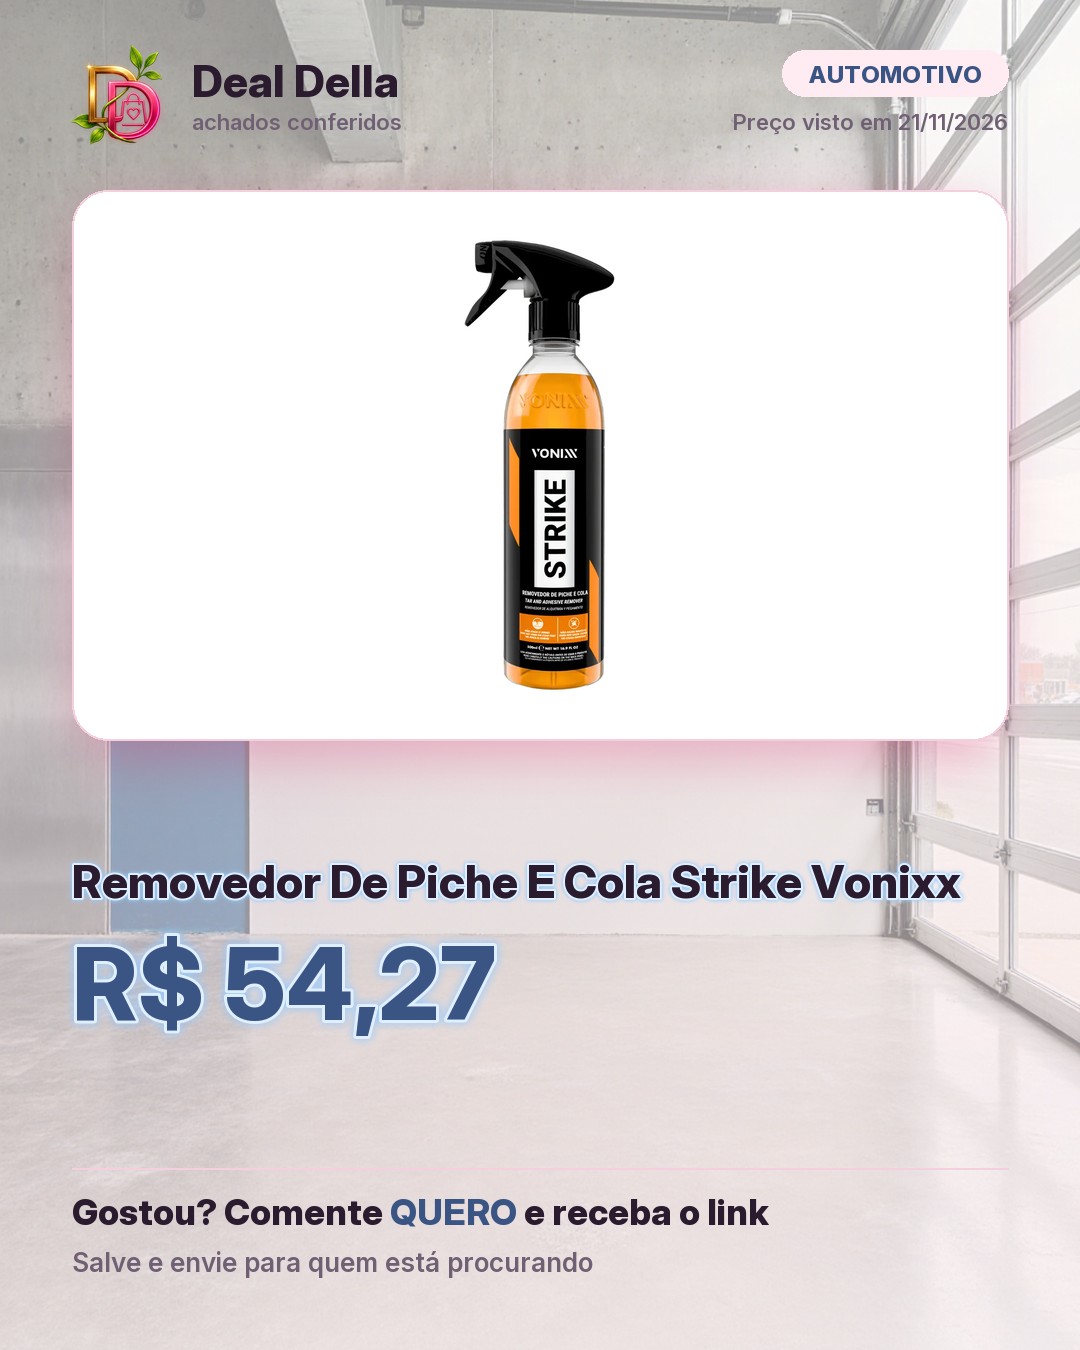 Deal Della
achados conferidos
AUTOMOTIVO
Preço visto em 21/11/2026
VONIXX
VONIXX
STRIKE
REMOVEDOR DE PICHE E COLA
TAR AND ADHESIVE REMOVER
Removedor De Piche E Cola Strike Vonixx
R$ 54,27
Gostou? Comente QUERO e receba o link
Salve e envie para quem está procurando